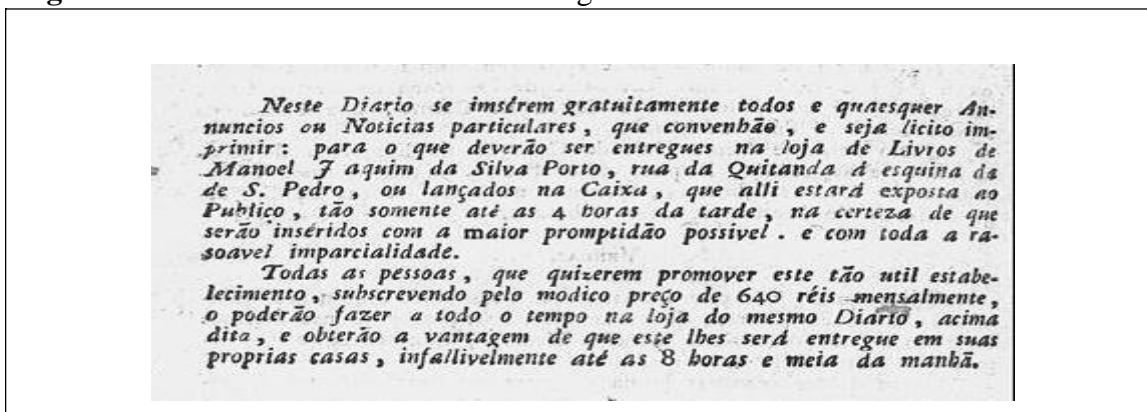 Neste Diario se imsérem gratuitamente todos e quaesquer An-
nuncios ou Noticias particulares, que convenhão, e seja licito im-
primir: para o que deverão ser entregues na loja de Livros de
Manoel J aquim da Silva Porto, rua da Quitanda á esquina da
de S. Pedro, ou lançados na Caixa, que alli estará exposta ao
Publico, tão somente até as 4 horas da tarde, na certeza de que
serão inséridos com a maior promptidão possivel. e com toda a ra-
soavel imparcialidade.
Todas as pessoas, que quizerem promover este tão util estabe-
lecimento, subscrevendo pelo modico preço de 640 réis mensalmente,
o poderão fazer a todo o tempo na loja do mesmo Diario, acima
dita, e obterão a vantagem de que este lhes será entregue em suas
proprias casas, infallivelmente até as 8 horas e meia da manhã.